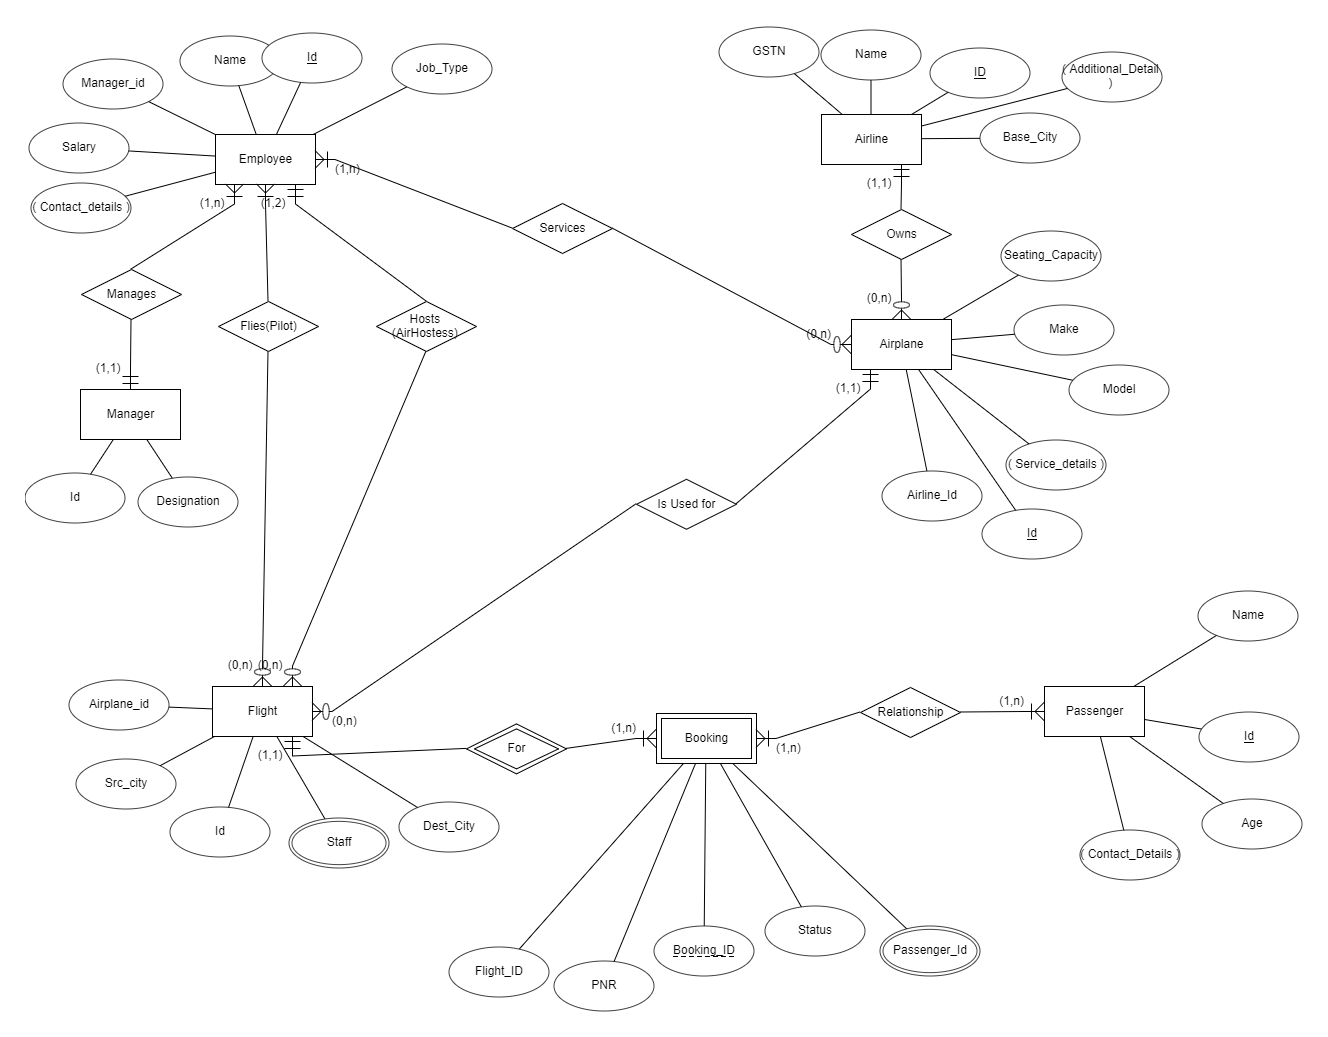 GSTN
Name
Name
Id
Job_Type
ID
( Additional_Detail
)
Manager_id
Base_City
Airline
Salary
Employee
(1,n)
(1,1)
( Contact_details )
(1,n)
(1,2)
Services
Owns
Seating_Capacity
Manages
(0,n)
Flies(Pilot)
Hosts
(AirHostess)
(0,n)
Make
Airplane
(1,1)
(1,1)
Model
Manager
( Service_details )
Id
Designation
Airline_Id
Is Used for
Id
Name
(0,n)
(0,n)
Airplane_id
Flight
(0,n)
(1,n)
Relationship
Passenger
(1,n)
Booking
Id
(1,1)
For
(1,n)
Src_city
Id
Staff
Dest_City
Age
( Contact_Details )
Status
Flight_ID
PNR
Booking_ID
Passenger_Id